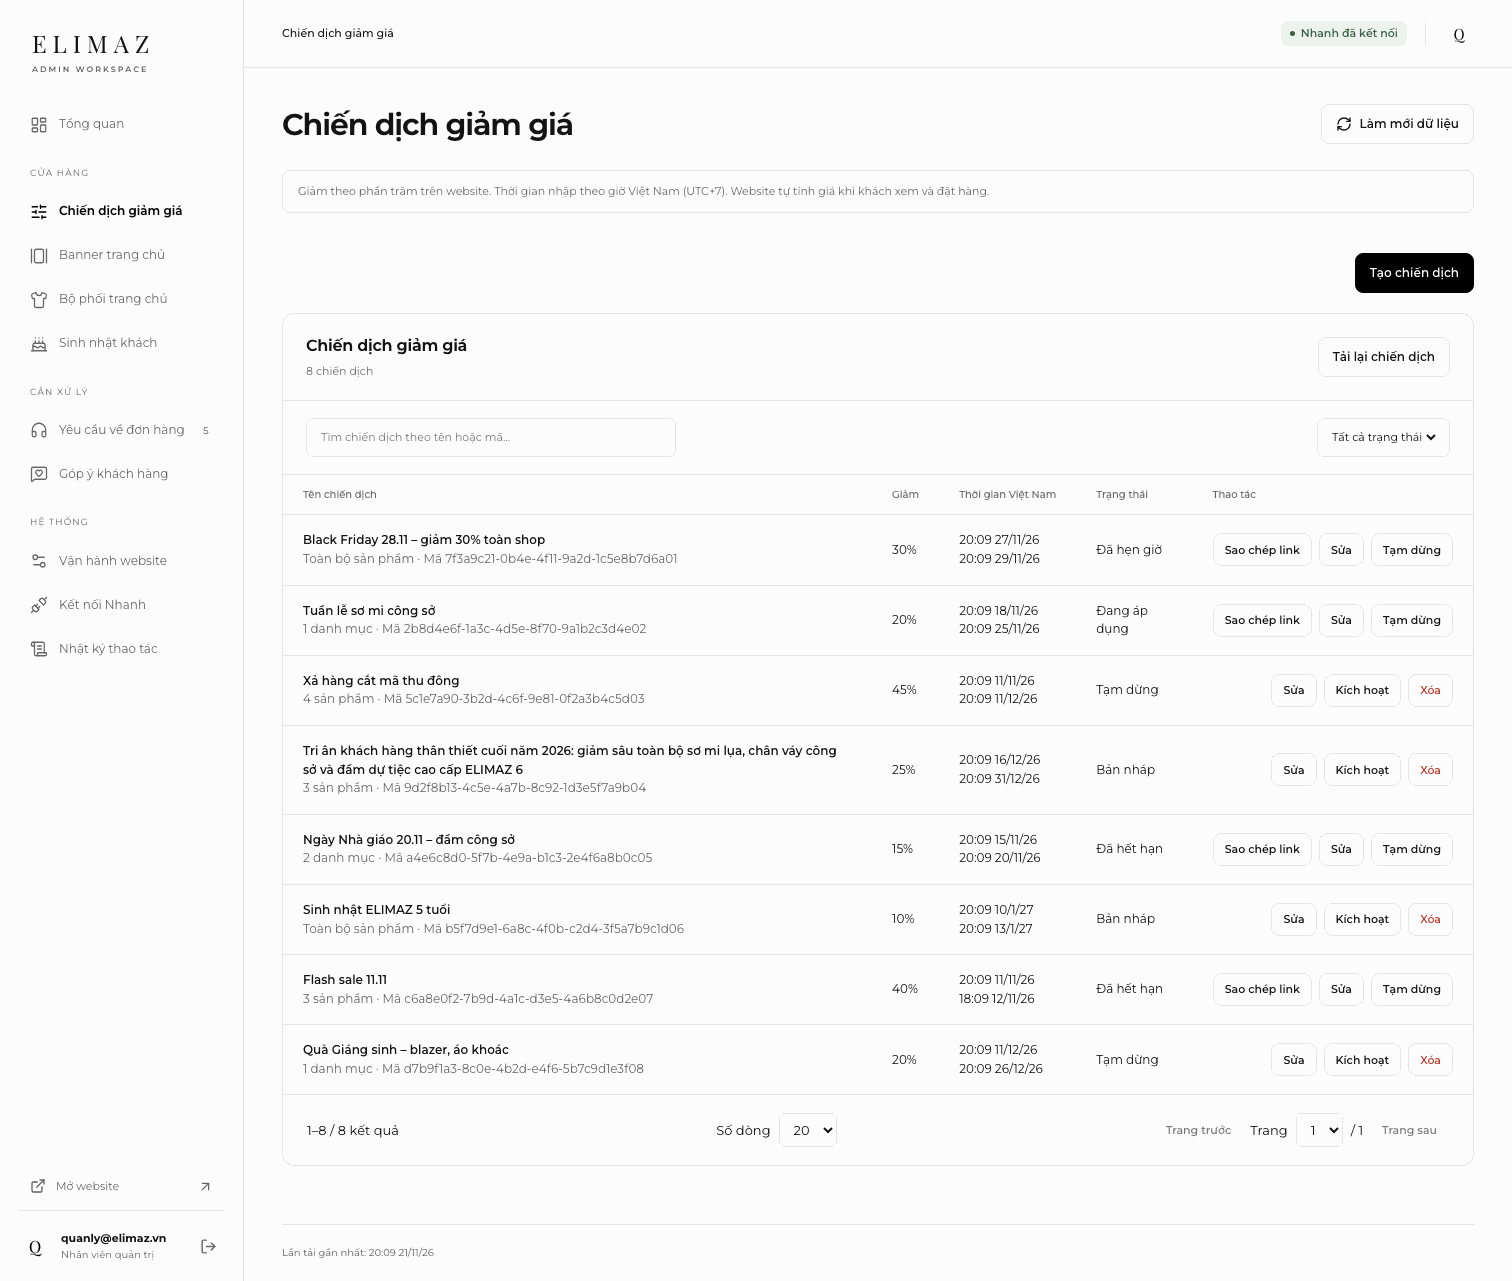 ELIMAZ
ADMIN WORKSPACE
Tổng quan
CỬA HÀNG
Chiến dịch giảm giá
Banner trang chủ
Bộ phối trang chủ
Sinh nhật khách
CẦN XỬ LÝ
Yêu cầu về đơn hàng 5
Góp ý khách hàng
HỆ THỐNG
Vận hành website
Kết nối Nhanh
Nhật ký thao tác
Mở website
Q
quanly@elimaz.vn
Nhân viên quản trị
Chiến dịch giảm giá
Nhanh đã kết nối
Q
Chiến dịch giảm giá
Làm mới dữ liệu
Giảm theo phần trăm trên website. Thời gian nhập theo giờ Việt Nam (UTC+7). Website tự tính giá khi khách xem và đặt hàng.
Tạo chiến dịch
Chiến dịch giảm giá
8 chiến dịch
Tải lại chiến dịch
Tìm chiến dịch theo tên hoặc mã...
Tất cả trạng thái
Tên chiến dịch Giảm Thời gian Việt Nam Trạng thái Thao tác
Black Friday 28.11 – giảm 30% toàn shop
Toàn bộ sản phẩm · Mã 7f3a9c21-0b4e-4f11-9a2d-1c5e8b7d6a01
30%
20:09 27/11/26
20:09 29/11/26
Đã hẹn giờ
Sao chép link Sửa Tạm dừng
Tuần lễ sơ mi công sở
1 danh mục · Mã 2b8d4e6f-1a3c-4d5e-8f70-9a1b2c3d4e02
20%
20:09 18/11/26
20:09 25/11/26
Đang áp
dụng
Sao chép link Sửa Tạm dừng
Xả hàng cắt mã thu đông
4 sản phẩm · Mã 5c1e7a90-3b2d-4c6f-9e81-0f2a3b4c5d03
45%
20:09 11/11/26
20:09 11/12/26
Tạm dừng
Sửa Kích hoạt Xóa
Tri ân khách hàng thân thiết cuối năm 2026: giảm sâu toàn bộ sơ mi lụa, chân váy công
sở và đầm dự tiệc cao cấp ELIMAZ 6
3 sản phẩm · Mã 9d2f8b13-4c5e-4a7b-8c92-1d3e5f7a9b04
25%
20:09 16/12/26
20:09 31/12/26
Bản nháp
Sửa Kích hoạt Xóa
Ngày Nhà giáo 20.11 – đầm công sở
2 danh mục · Mã a4e6c8d0-5f7b-4e9a-b1c3-2e4f6a8b0c05
15%
20:09 15/11/26
20:09 20/11/26
Đã hết hạn
Sao chép link Sửa Tạm dừng
Sinh nhật ELIMAZ 5 tuổi
Toàn bộ sản phẩm · Mã b5f7d9e1-6a8c-4f0b-c2d4-3f5a7b9c1d06
10%
20:09 10/1/27
20:09 13/1/27
Bản nháp
Sửa Kích hoạt Xóa
Flash sale 11.11
3 sản phẩm · Mã c6a8e0f2-7b9d-4a1c-d3e5-4a6b8c0d2e07
40%
20:09 11/11/26
18:09 12/11/26
Đã hết hạn
Sao chép link Sửa Tạm dừng
Quà Giáng sinh – blazer, áo khoác
1 danh mục · Mã d7b9f1a3-8c0e-4b2d-e4f6-5b7c9d1e3f08
20%
20:09 11/12/26
20:09 26/12/26
Tạm dừng
Sửa Kích hoạt Xóa
1–8 / 8 kết quả
Số dòng 20
Trang trước Trang 1 / 1 Trang sau
Lần tải gần nhất: 20:09 21/11/26